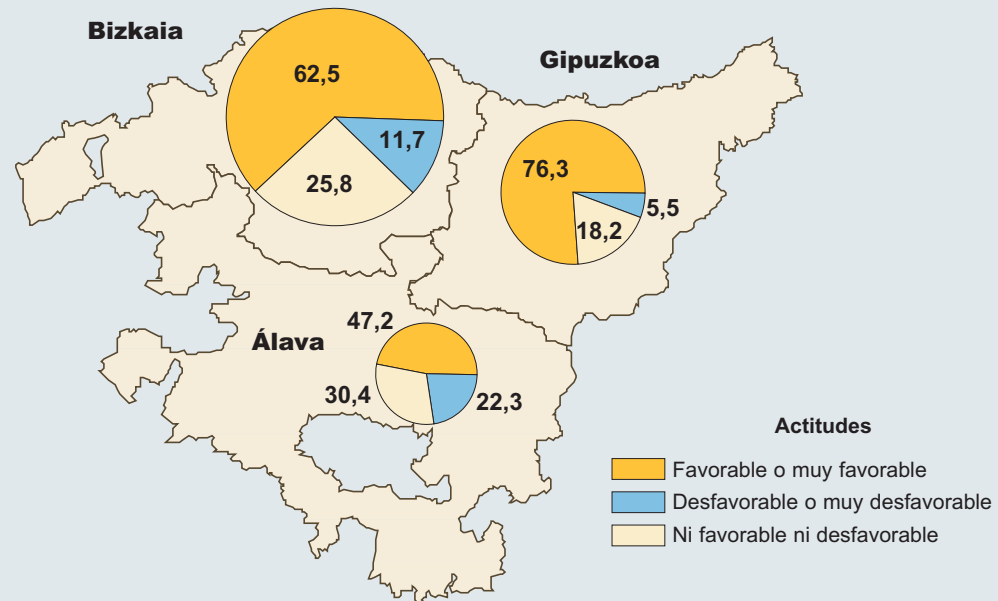 Bizkaia
62,5
11,7
25,8
Gipuzkoa
76,3
5,5
18,2
Álava
47,2
30,4
22,3
Actitudes
Favorable o muy favorable
Desfavorable o muy desfavorable
Ni favorable ni desfavorable